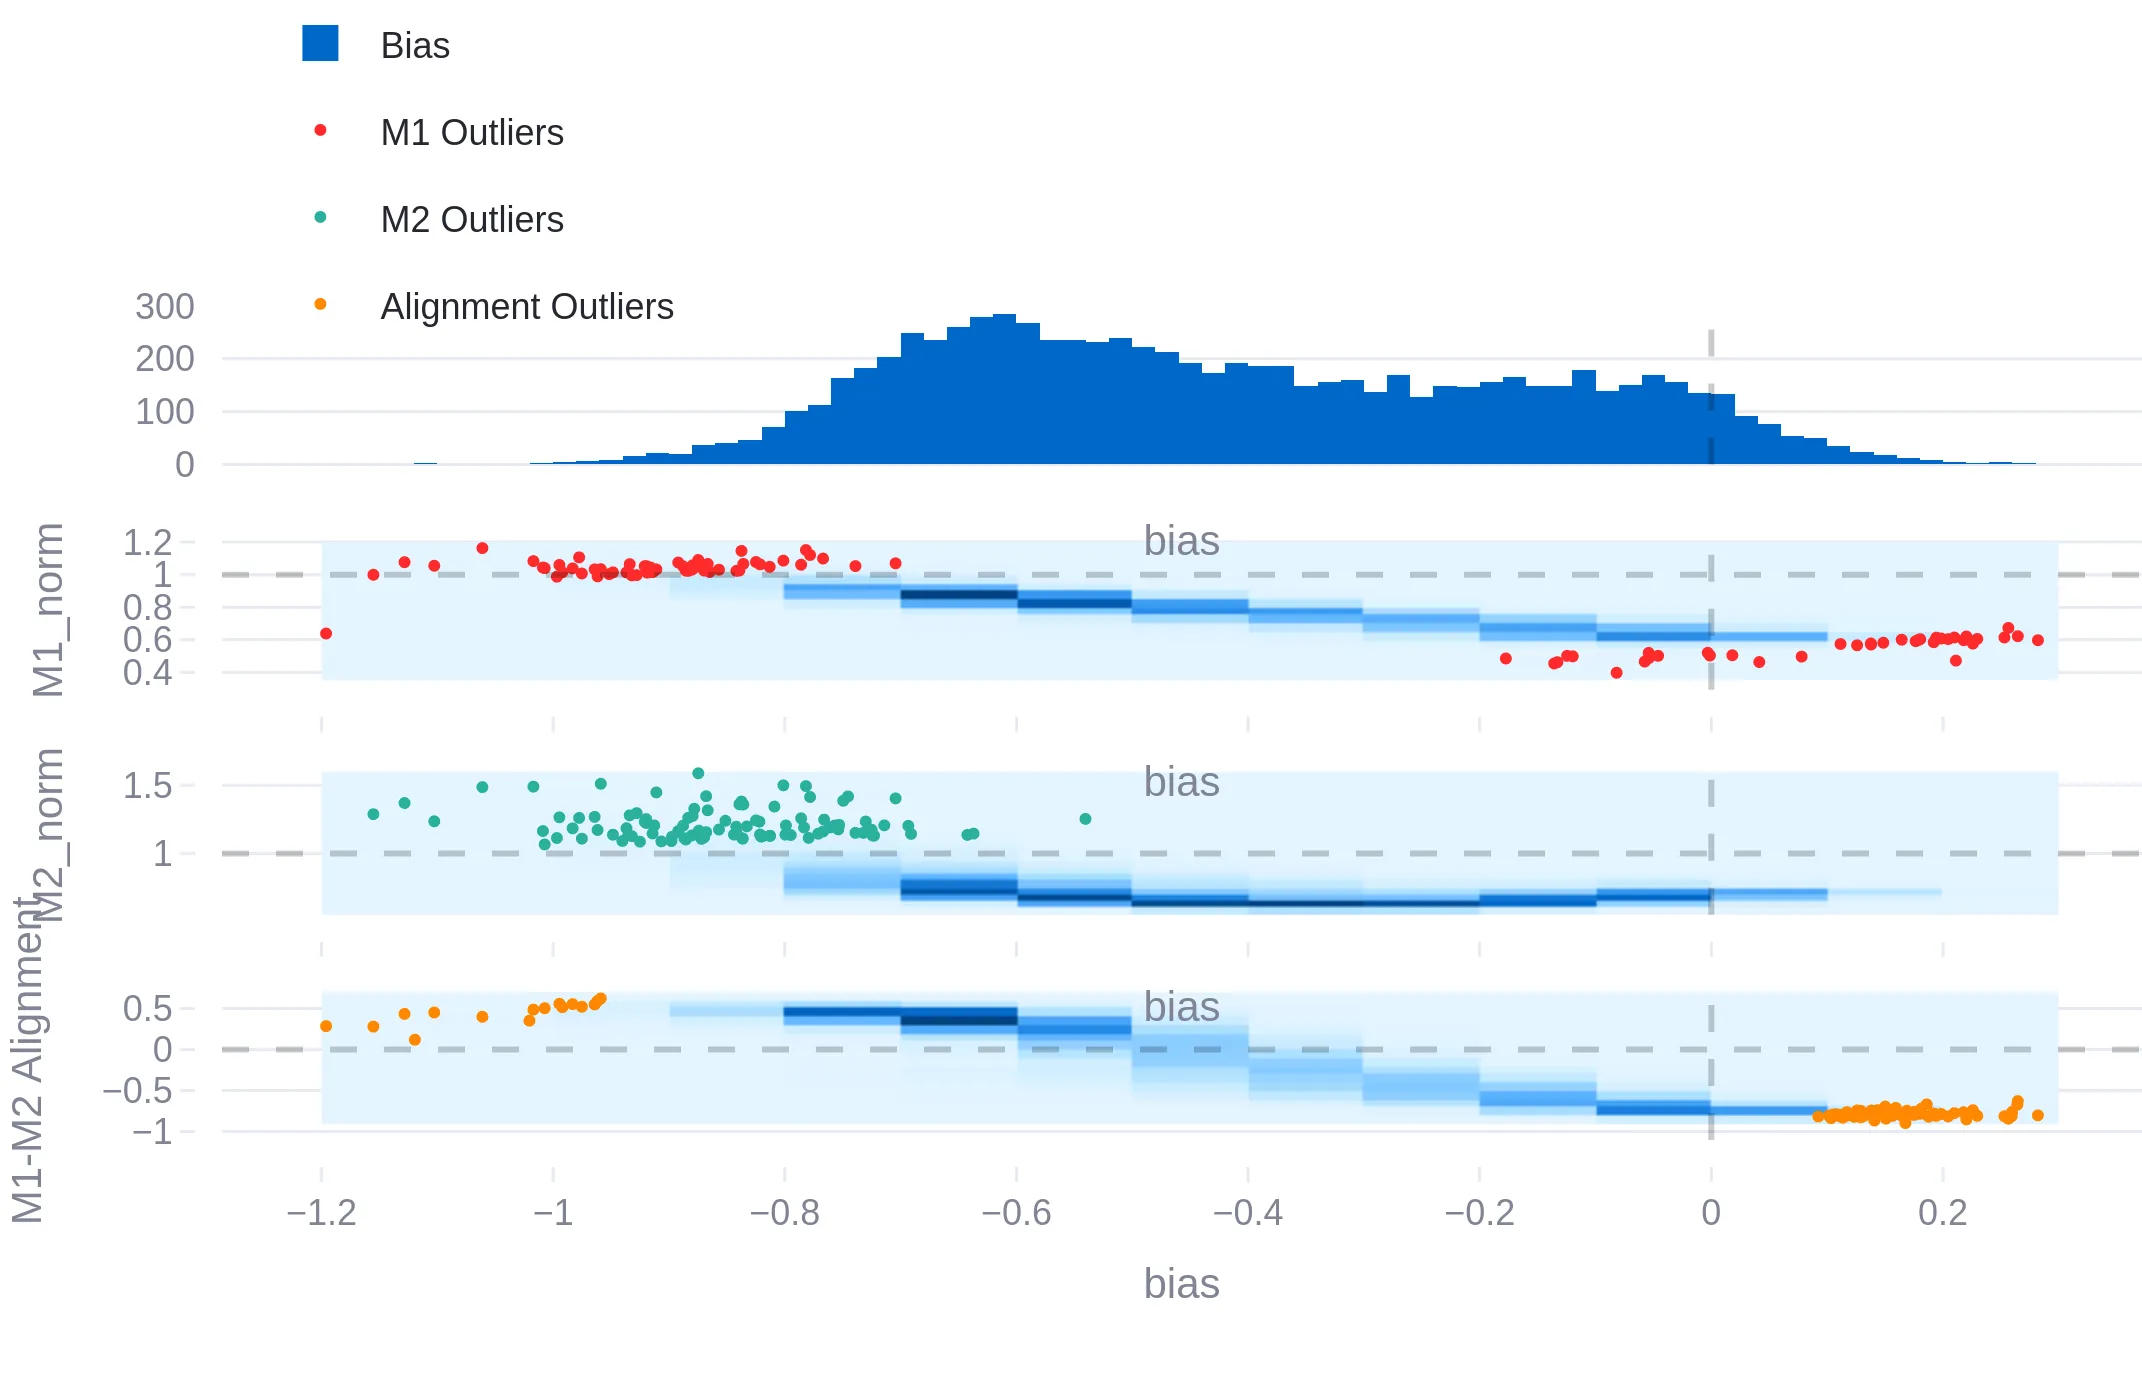 Bias
M1 Outliers
M2 Outliers
Alignment Outliers
300
200
100
0
bias
M1_norm
1.2
1
0.8
0.6
0.4
bias
M2_norm
1.5
1
bias
M1-M2 Alignment
0.5
0
−0.5
−1
−1.2 −1 −0.8 −0.6 −0.4 −0.2 0 0.2
bias